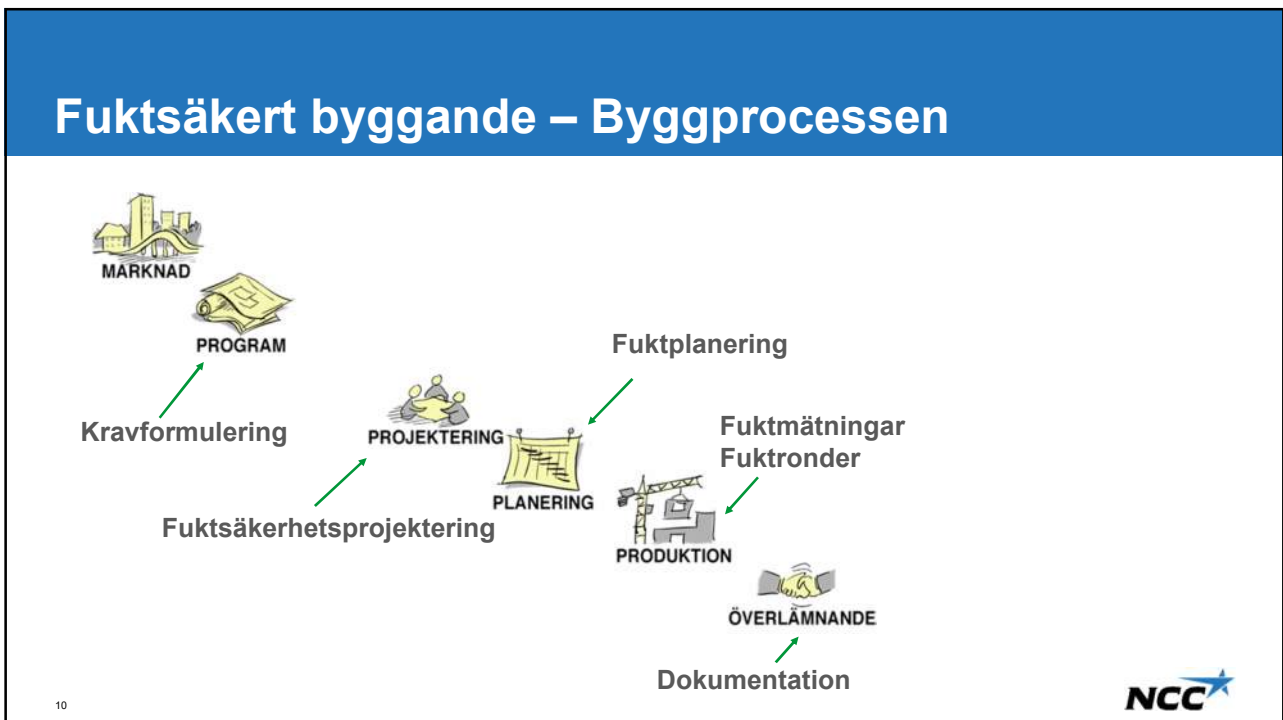 Fuktsäkert byggande – Byggprocessen
MARKNAD
PROGRAM
Kravformulering
Fuktplanering
PROJEKTERING
Fuktsäkerhetsprojektering
PLANERING
Fuktmätningar
Fuktronder
PRODUKTION
ÖVERLÄMNANDE
Dokumentation
10
NCC